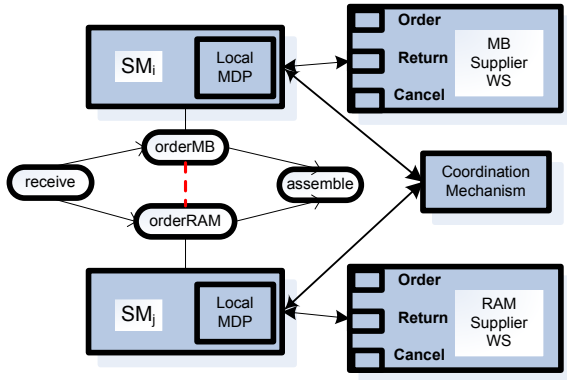 SMi
Local
MDP
Order
Return
Cancel
MB
Supplier
WS
orderMB
receive
assemble
orderRAM
Coordination
Mechanism
SMj
Local
MDP
Order
Return
Cancel
RAM
Supplier
WS